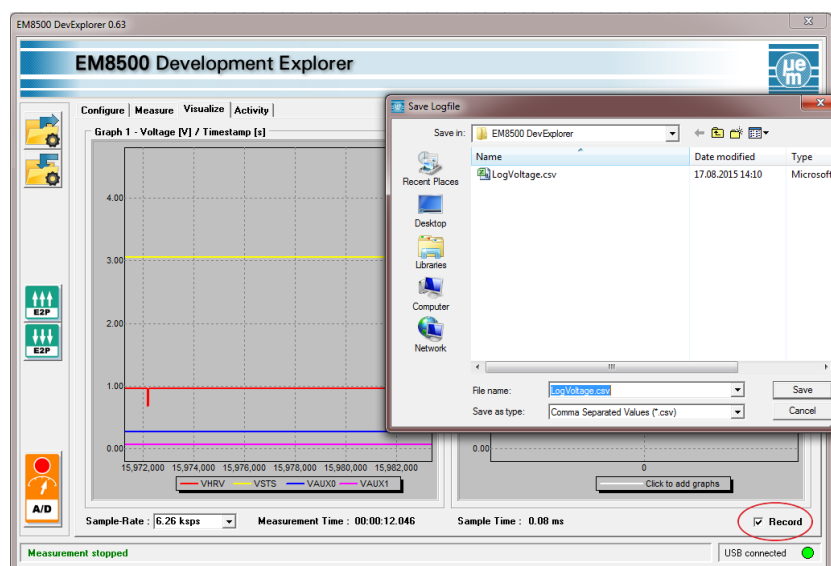 EM8500 DevExplorer 0.63
EM8500 Development Explorer
μe
m
Configure Measure Visualize Activity
Graph 1 - Voltage [V] / Timestamp [s]
4.00
3.00
2.00
1.00
0.00
15,972,000 15,974,000 15,976,000 15,978,000 15,980,000 15,982,000
VHRV VSTS VAUX0 VAUX1
E2P
E2P
A/D
Save Logfile
Save in: EM8500 DevExplorer
Name Date modified Type
LogVoltage.csv 17.08.2015 14:10 Microsoft
Recent Places
Desktop
Libraries
Computer
Network
File name: LogVoltage.csv Save
Save as type: Comma Separated Values (*.csv) Cancel
0.00
0
Click to add graphs
Sample-Rate : 6.26 ksps Measurement Time : 00:00:12.046 Sample Time : 0.08 ms Record
Measurement stopped USB connected